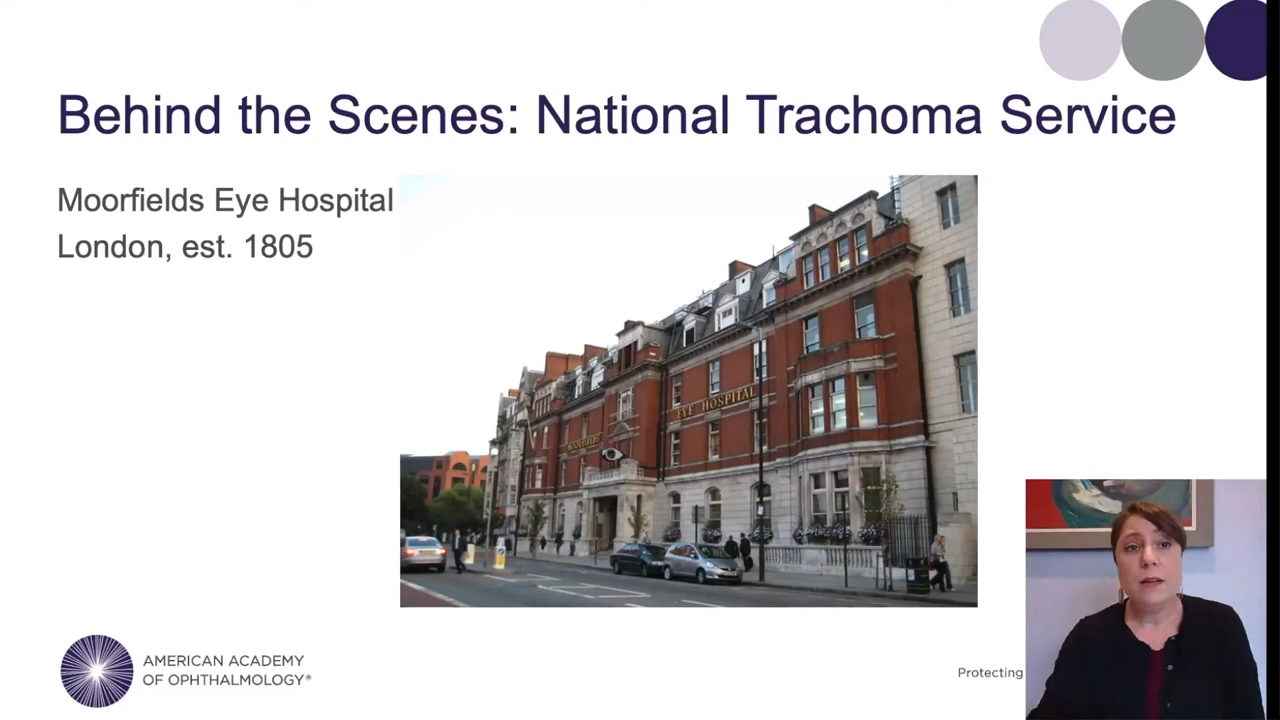 Behind the Scenes: National Trachoma Service
Moorfields Eye Hospital
London, est. 1805
MOORFIELDS
EYE HOSPITAL
AMERICAN ACADEMY
OF OPHTHALMOLOGY®
Protecting